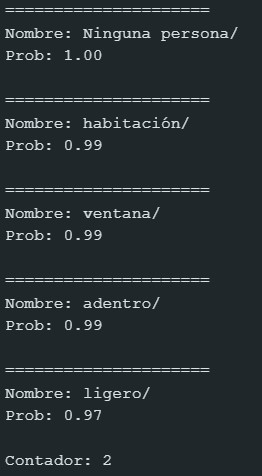 =====================
Nombre: Ninguna persona/
Prob: 1.00
=====================
Nombre: habitación/
Prob: 0.99
=====================
Nombre: ventana/
Prob: 0.99
=====================
Nombre: adentro/
Prob: 0.99
=====================
Nombre: ligero/
Prob: 0.97
Contador: 2